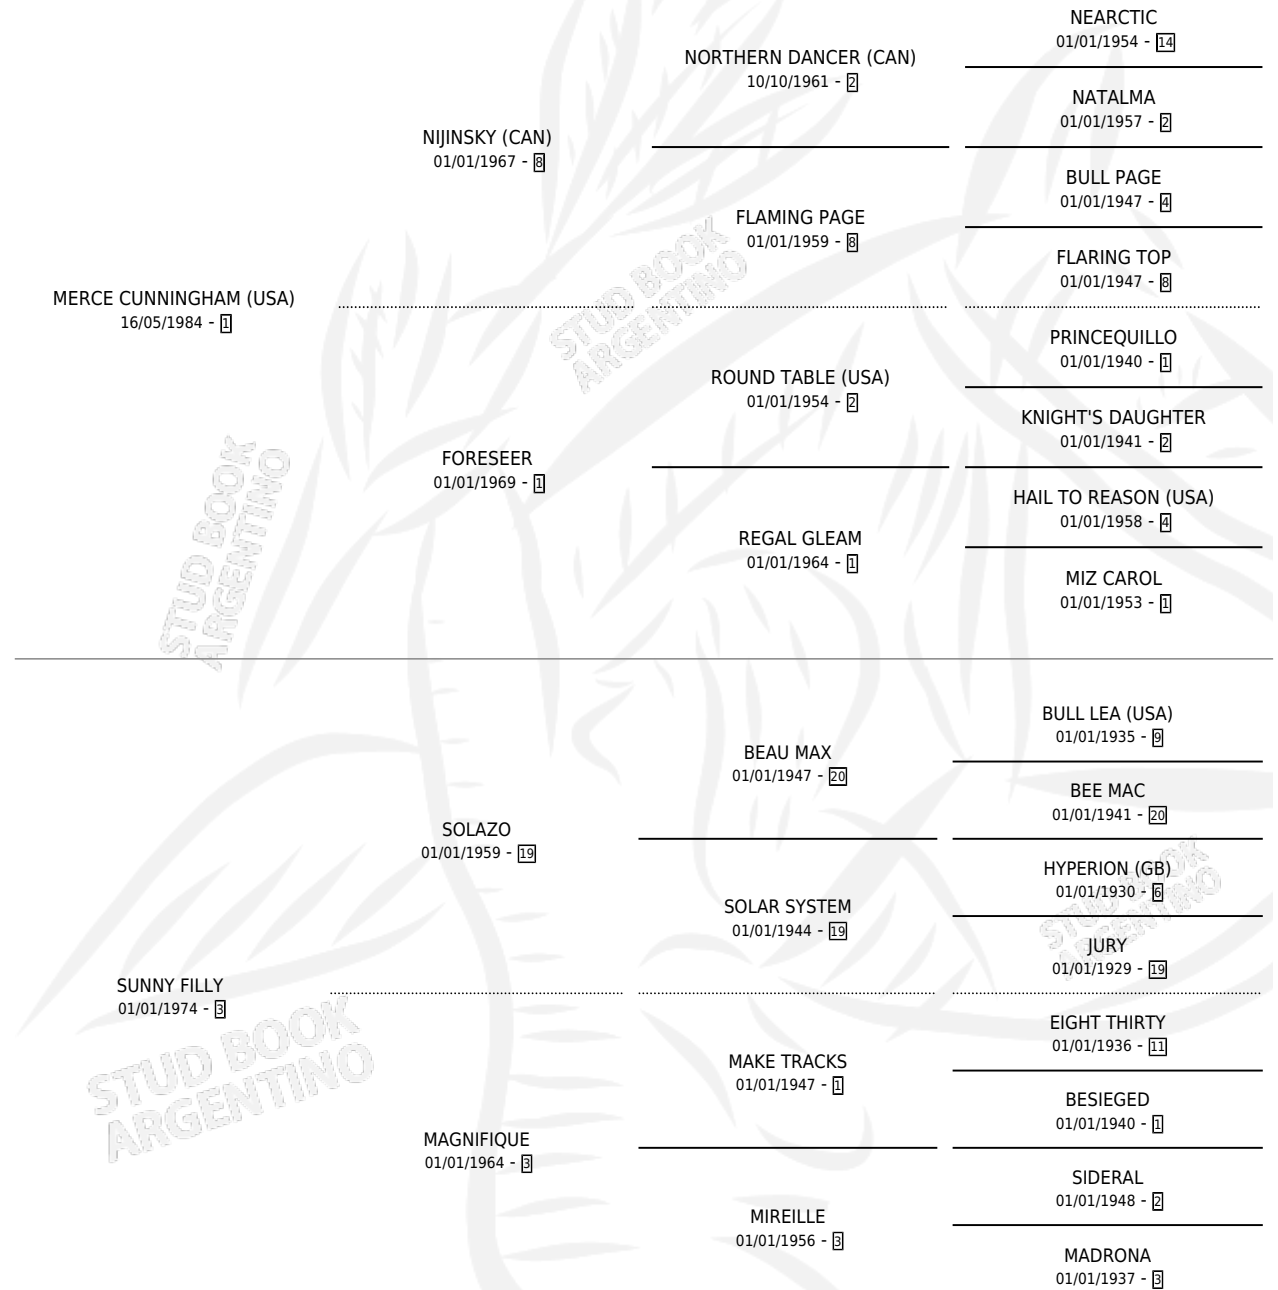 NEARCTIC
01/01/1954 - 14
NORTHERN DANCER (CAN)
10/10/1961 - 2
NATALMA
01/01/1957 - 2
NIJINSKY (CAN)
01/01/1967 - 8
BULL PAGE
01/01/1947 - 4
FLAMING PAGE
01/01/1959 - 8
FLARING TOP
01/01/1947 - 8
MERCE CUNNINGHAM (USA)
16/05/1984 - 1
STUD BOOK
ARGENTINO
PRINCEQUILLO
01/01/1940 - 1
ROUND TABLE (USA)
01/01/1954 - 2
KNIGHT'S DAUGHTER
01/01/1941 - 2
FORESEER
01/01/1969 - 1
HAIL TO REASON (USA)
01/01/1958 - 4
REGAL GLEAM
01/01/1964 - 1
MIZ CAROL
01/01/1953 - 1
STUD BOOK
ARGENTINO
BULL LEA (USA)
01/01/1935 - 9
BEAU MAX
01/01/1947 - 20
BEE MAC
01/01/1941 - 20
SOLAZO
01/01/1959 - 19
HYPERION (GB)
01/01/1930 - 6
STUD BOOK
ARGENTINO
SOLAR SYSTEM
01/01/1944 - 19
JURY
01/01/1929 - 19
SUNNY FILLY
01/01/1974 - 3
STUD BOOK
ARGENTINO
EIGHT THIRTY
01/01/1936 - 11
MAKE TRACKS
01/01/1947 - 1
BESIEGED
01/01/1940 - 1
MAGNIFIQUE
01/01/1964 - 3
SIDERAL
01/01/1948 - 2
MIREILLE
01/01/1956 - 3
MADRONA
01/01/1937 - 3